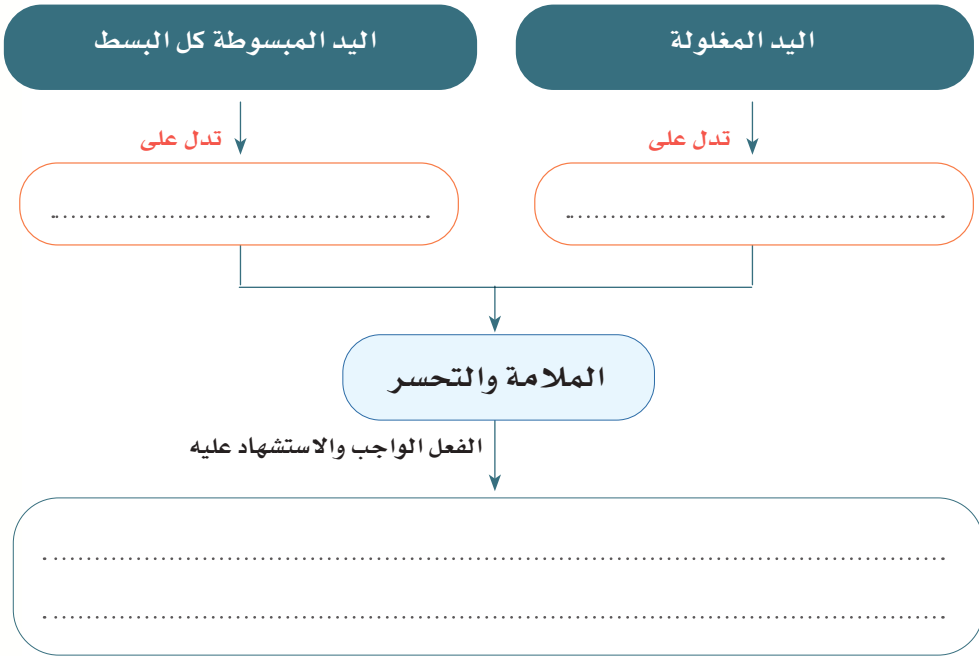 اليد المغلولة
اليد المبسوطة كل البسط
تدل على
تدل على
................................................
................................................
الملامة والتحسر
الفعل الواجب والاستشهاد عليه
................................................................................................................
................................................................................................................